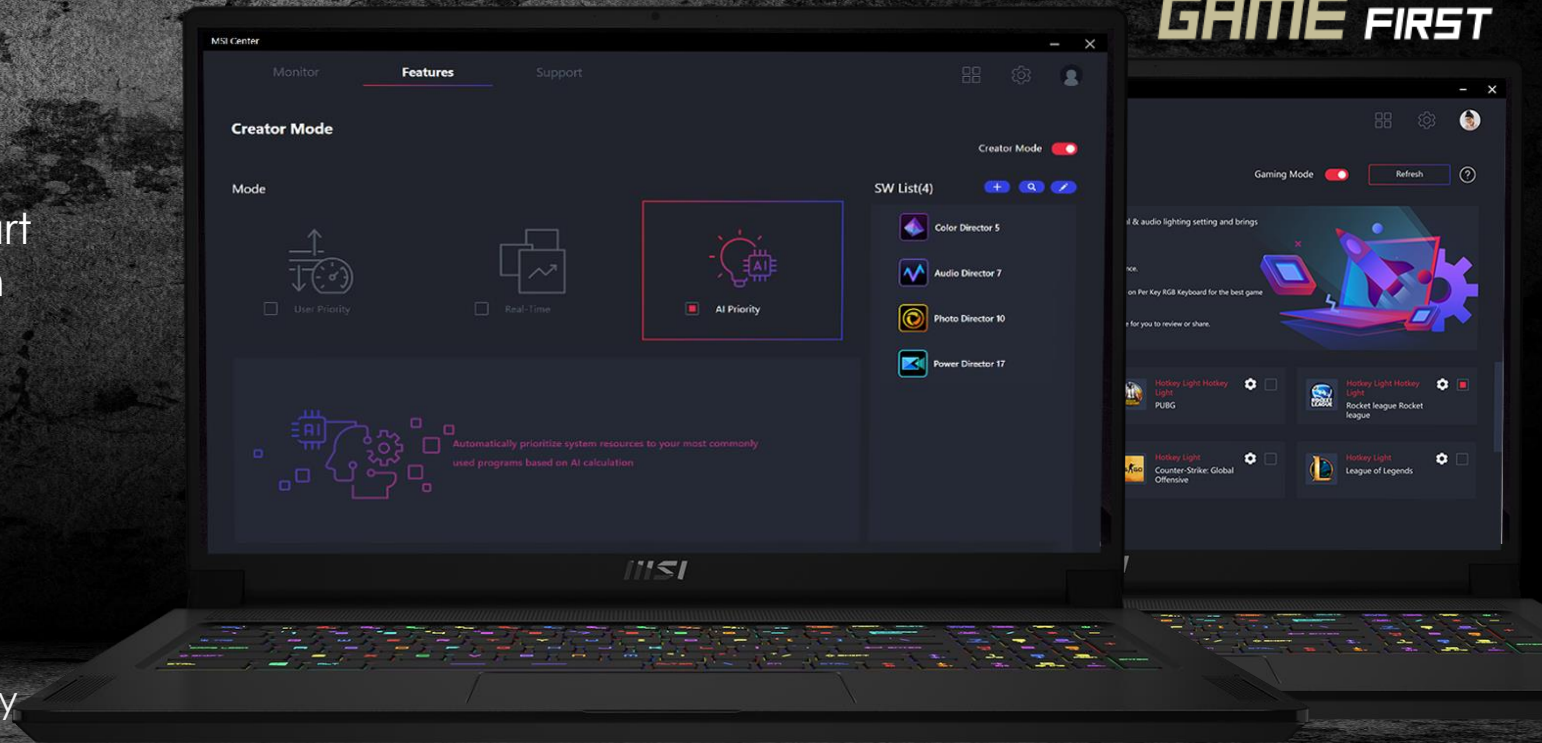 GAME FIRST
MSI Center
Monitor
Features
Support
Creator Mode
Creator Mode
Mode
SW List(4)
User Priority
Real-Time
AI
AI Priority
Color Director 5
Audio Director 7
Photo Director 10
Power Director 17
AI
Automatically prioritize system resources to your most commonly
used programs based on AI calculation
msi
Gaming Mode
Refresh
?
& audio lighting setting and brings
on Per Key RGB Keyboard for the best game
for you to review or share.
Hotkey Light Hotkey
Light
PUBG
Hotkey Light Hotkey
Light
Rocket league Rocket
league
ROCKET
LEAGUE
Hotkey Light
Counter-Strike: Global
Offensive
Hotkey Light
League of Legends